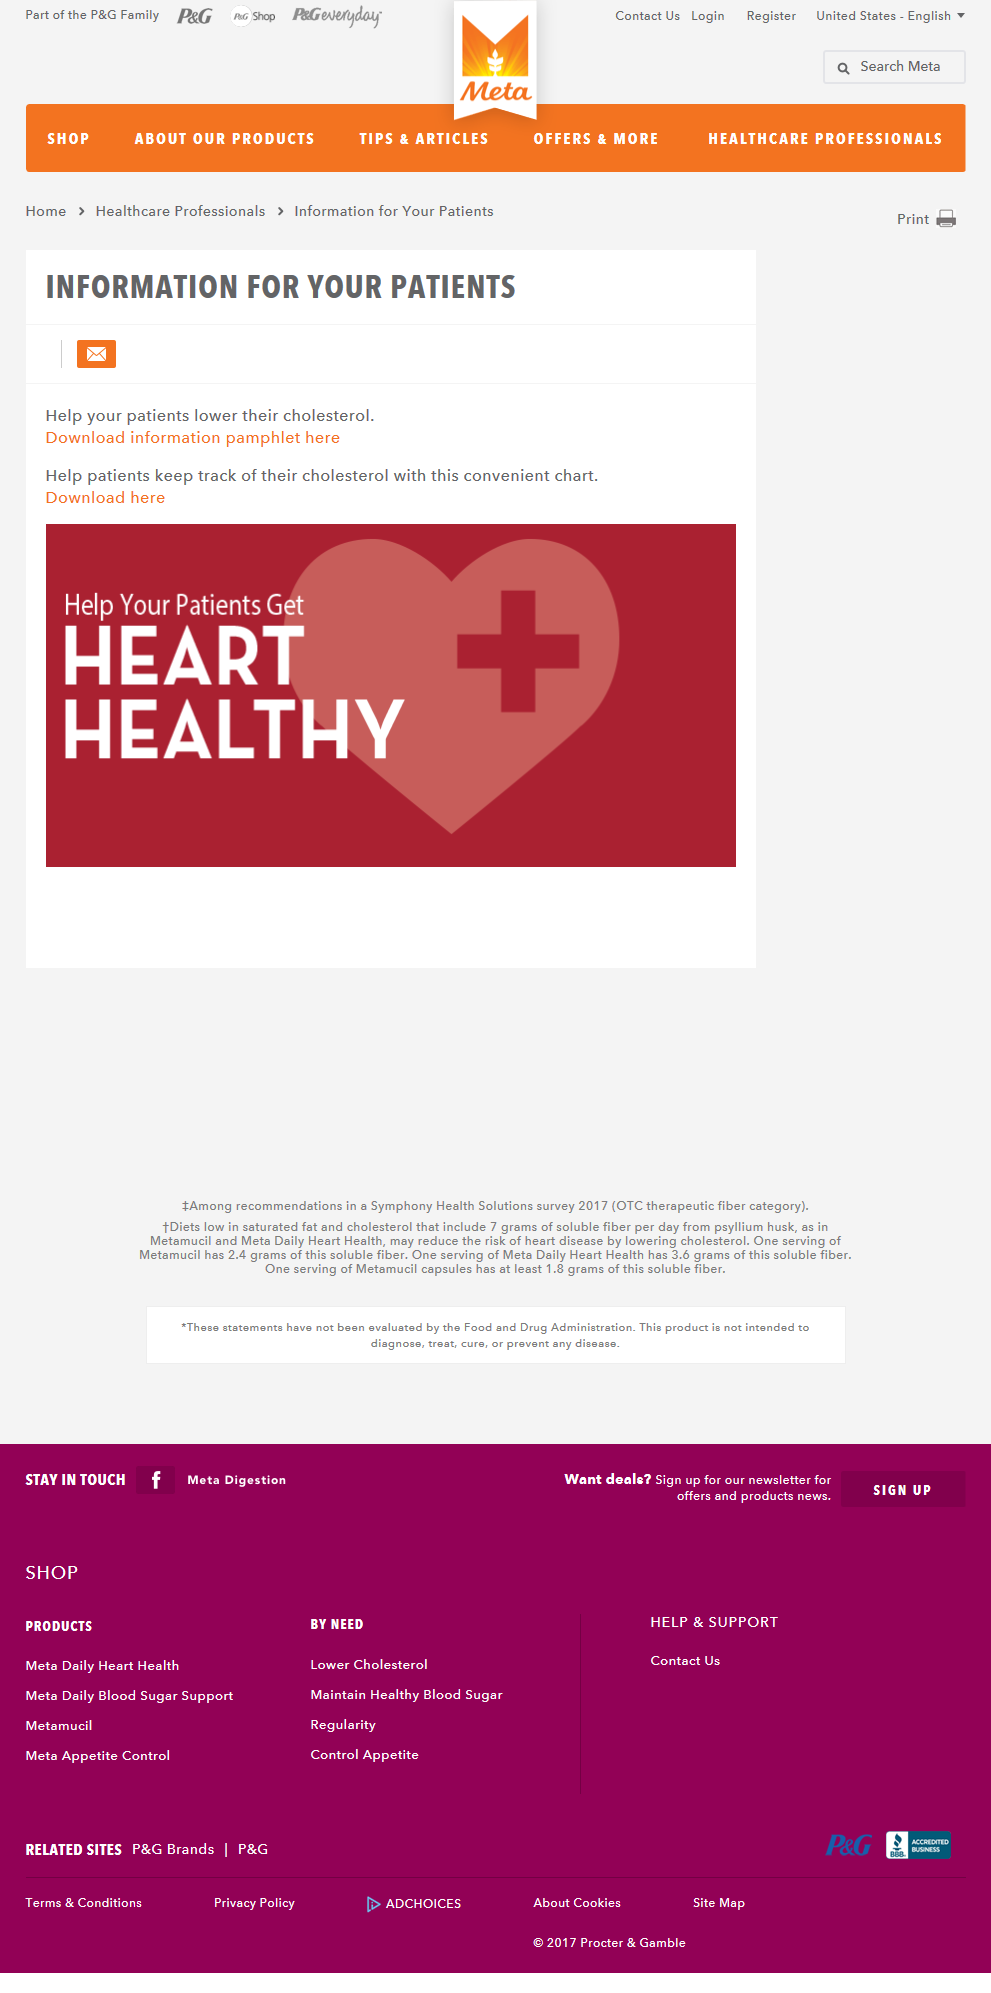 Part of the P&G Family
P&G
P&G Shop
P&G everyday
Contact Us
Login
Register
United States - English
Meta
Search Meta
SHOP
ABOUT OUR PRODUCTS
TIPS & ARTICLES
OFFERS & MORE
HEALTHCARE PROFESSIONALS
Home > Healthcare Professionals > Information for Your Patients
Print
INFORMATION FOR YOUR PATIENTS
Help your patients lower their cholesterol.
Download information pamphlet here
Help patients keep track of their cholesterol with this convenient chart.
Download here
Help Your Patients Get
HEART
HEALTHY
‡Among recommendations in a Symphony Health Solutions survey 2017 (OTC therapeutic fiber category).
†Diets low in saturated fat and cholesterol that include 7 grams of soluble fiber per day from psyllium husk, as in
Metamucil and Meta Daily Heart Health, may reduce the risk of heart disease by lowering cholesterol. One serving of
Metamucil has 2.4 grams of this soluble fiber. One serving of Meta Daily Heart Health has 3.6 grams of this soluble fiber.
One serving of Metamucil capsules has at least 1.8 grams of this soluble fiber.
*These statements have not been evaluated by the Food and Drug Administration. This product is not intended to
diagnose, treat, cure, or prevent any disease.
STAY IN TOUCH
f
Meta Digestion
Want deals? Sign up for our newsletter for
offers and products news.
SIGN UP
SHOP
PRODUCTS
Meta Daily Heart Health
Meta Daily Blood Sugar Support
Metamucil
Meta Appetite Control
BY NEED
Lower Cholesterol
Maintain Healthy Blood Sugar
Regularity
Control Appetite
HELP & SUPPORT
Contact Us
RELATED SITES P&G Brands | P&G
P&G
BBB.
ACCREDITED
BUSINESS
Terms & Conditions
Privacy Policy
ADCHOICES
About Cookies
Site Map
© 2017 Procter & Gamble